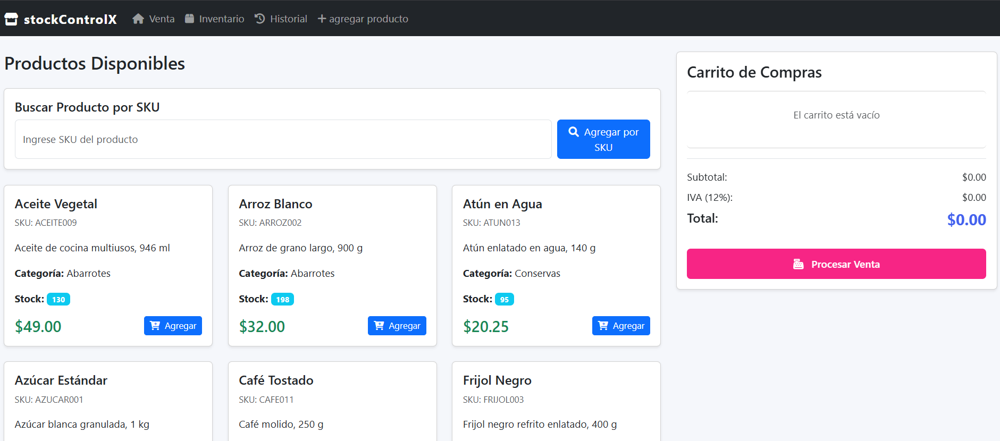 stockControlX Venta Inventario Historial + agregar producto
Productos Disponibles
Buscar Producto por SKU
Ingrese SKU del producto
Agregar por
SKU
Aceite Vegetal
SKU: ACEITE009
Aceite de cocina multiusos, 946 ml
Categoría: Abarrotes
Stock: 130
$49.00 Agregar
Arroz Blanco
SKU: ARROZ002
Arroz de grano largo, 900 g
Categoría: Abarrotes
Stock: 198
$32.00 Agregar
Atún en Agua
SKU: ATUN013
Atún enlatado en agua, 140 g
Categoría: Conservas
Stock: 95
$20.25 Agregar
Azúcar Estándar
SKU: AZUCAR001
Azúcar blanca granulada, 1 kg
Café Tostado
SKU: CAFE011
Café molido, 250 g
Frijol Negro
SKU: FRIJOL003
Frijol negro refrito enlatado, 400 g
Carrito de Compras
El carrito está vacío
Subtotal: $0.00
IVA (12%): $0.00
Total: $0.00
Procesar Venta